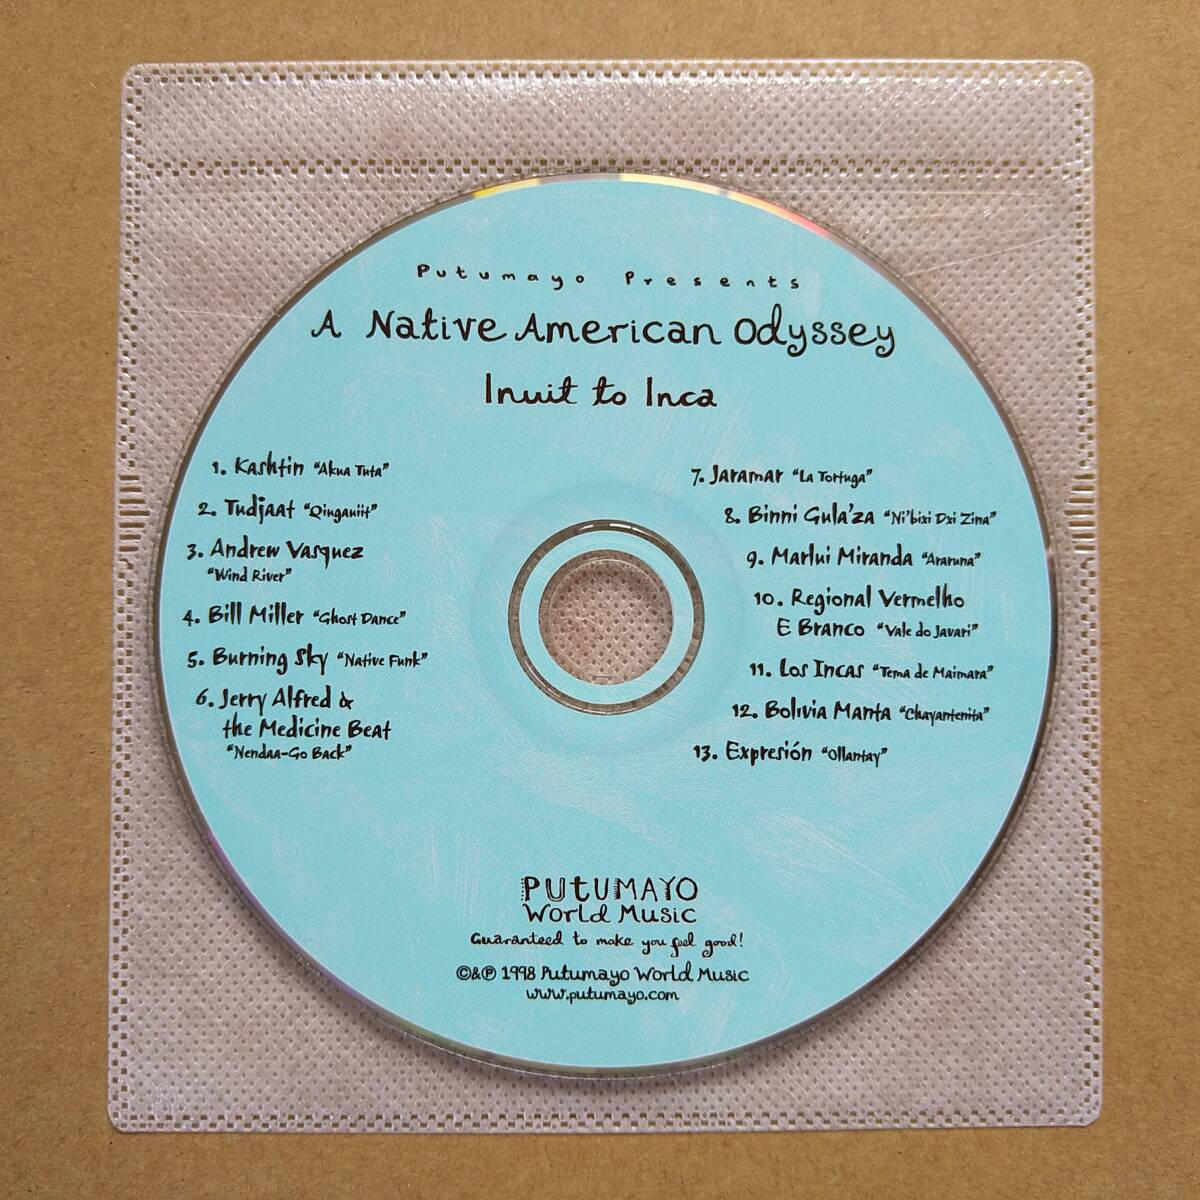 Putumayo Presents
A Native American Odyssey
Inuit to Inca
1. Kashtin "Akua Tuta"
2. Tudjaat "Qingauiit"
3. Andrew Vasquez
"Wind River"
4. Bill Miller "Ghost Dance"
5. Burning Sky "Native Funk"
6. Jerry Alfred &
the Medicine Beat
"Nendaa-Go Back"
7. Jaramar "La Tortuga"
8. Binni Gula'za "Ni'bixi Dxi Zina"
9. Marlui Miranda "Araruna"
10. Regional Vermelho
E Branco "Vale do Javari"
11. Los Incas "Tema de Maimara"
12. Bolivia Manta "Chayantenita"
13. Expresión "Ollantay"
PUTUMAYO
World Music
Guaranteed to make you feel good!
©&℗ 1998 Putumayo World Music
www.putumayo.com